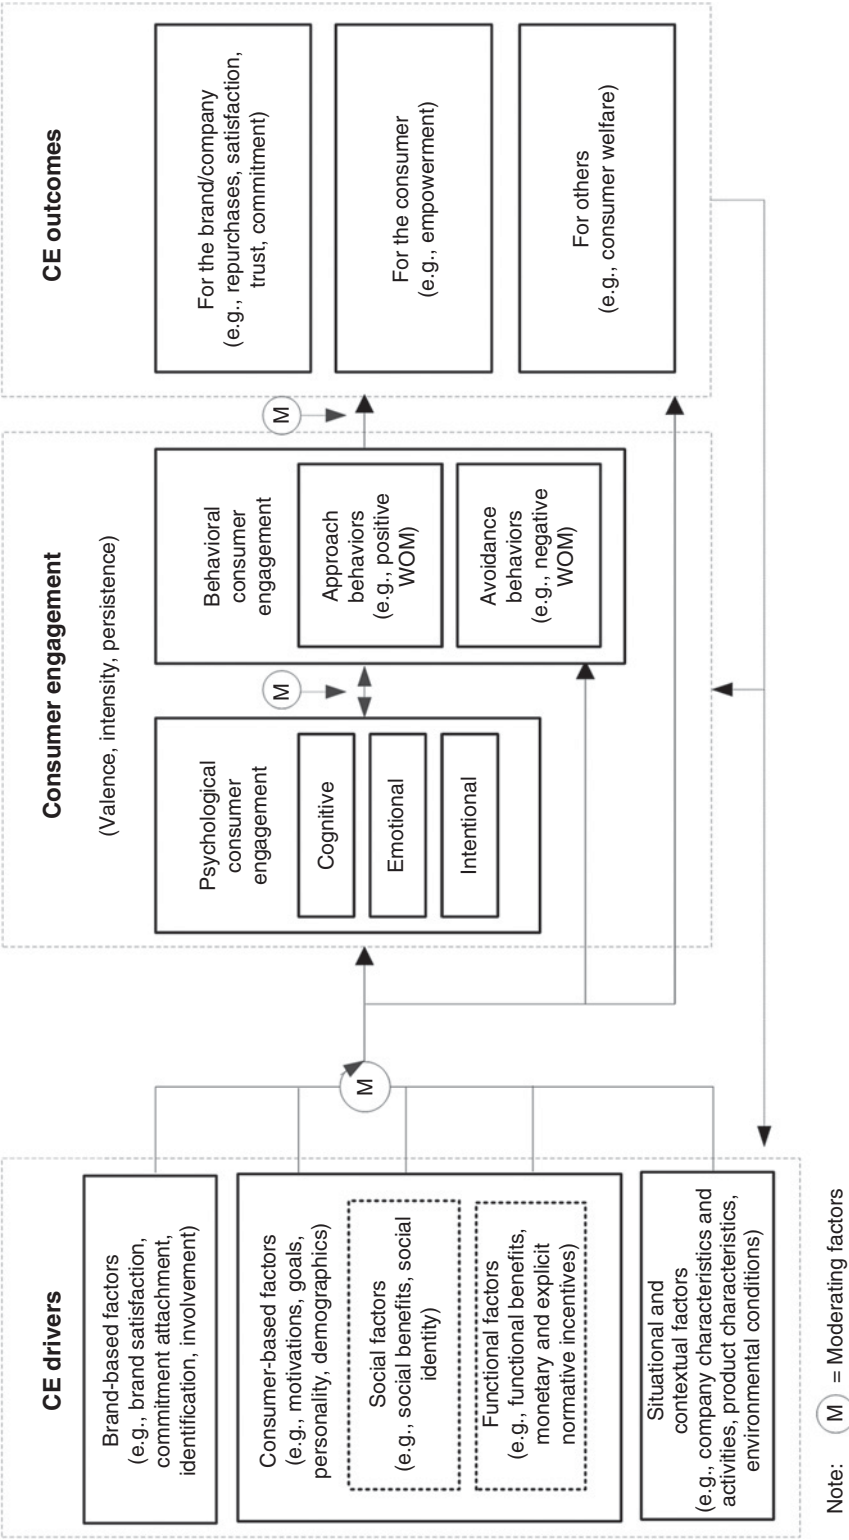 CE drivers
Brand-based factors
(e.g., brand satisfaction,
commitment attachment,
identification, involvement)
Consumer-based factors
(e.g., motivations, goals,
personality, demographics)
Social factors
(e.g., social benefits, social
identity)
Functional factors
(e.g., functional benefits,
monetary and explicit
normative incentives)
Situational and
contextual factors
(e.g., company characteristics and
activities, product characteristics,
environmental conditions)
M
Consumer engagement
(Valence, intensity, persistence)
Psychological
consumer
engagement
Cognitive
Emotional
Intentional
M
Behavioral
consumer
engagement
Approach
behaviors
(e.g., positive
WOM)
Avoidance
behaviors
(e.g., negative
WOM)
M
CE outcomes
For the brand/company
(e.g., repurchases, satisfaction,
trust, commitment)
For the consumer
(e.g., empowerment)
For others
(e.g., consumer welfare)
Note: M = Moderating factors